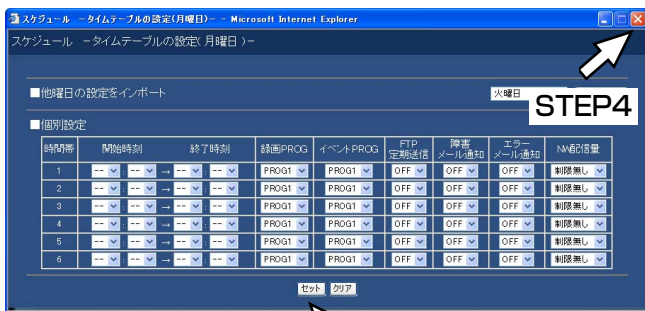 スケジュール －タイムテーブルの設定(月曜日)－ - Microsoft Internet Explorer
スケジュール －タイムテーブルの設定(月曜日)－
■他曜日の設定をインポート 火曜日
STEP4
■個別設定
時間帯 開始時刻 終了時刻 録画PROG イベントPROG FTP定期送信 障害メール通知 エラーメール通知 NW配信量
1 -- : -- → -- : -- PROG1 PROG1 OFF OFF OFF 制限無し
2 -- : -- → -- : -- PROG1 PROG1 OFF OFF OFF 制限無し
3 -- : -- → -- : -- PROG1 PROG1 OFF OFF OFF 制限無し
4 -- : -- → -- : -- PROG1 PROG1 OFF OFF OFF 制限無し
5 -- : -- → -- : -- PROG1 PROG1 OFF OFF OFF 制限無し
6 -- : -- → -- : -- PROG1 PROG1 OFF OFF OFF 制限無し
セット クリア